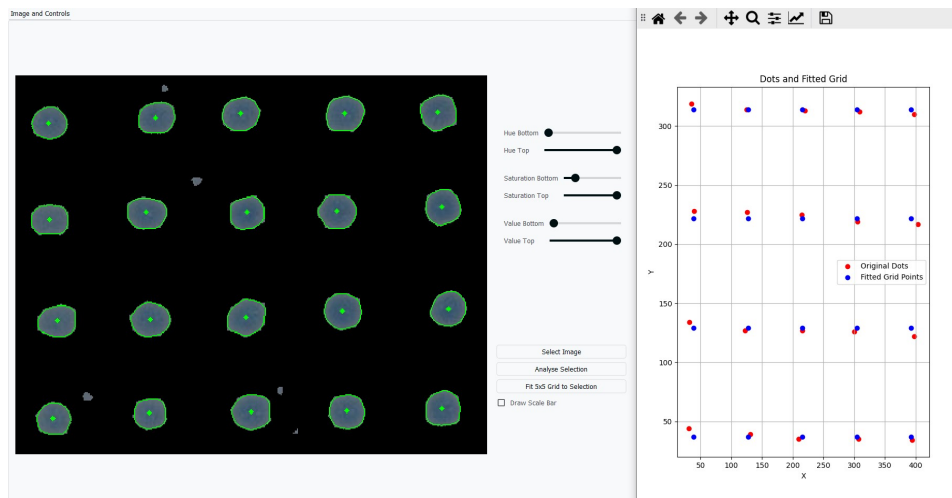 Image and Controls
Hue Bottom
Hue Top
Saturation Bottom
Saturation Top
Value Bottom
Value Top
Select Image
Analyse Selection
Fit 5x5 Grid to Selection
Draw Scale Bar
Dots and Fitted Grid
300
250
200
150
100
50
Y
Original Dots
Fitted Grid Points
50 100 150 200 250 300 350 400
X